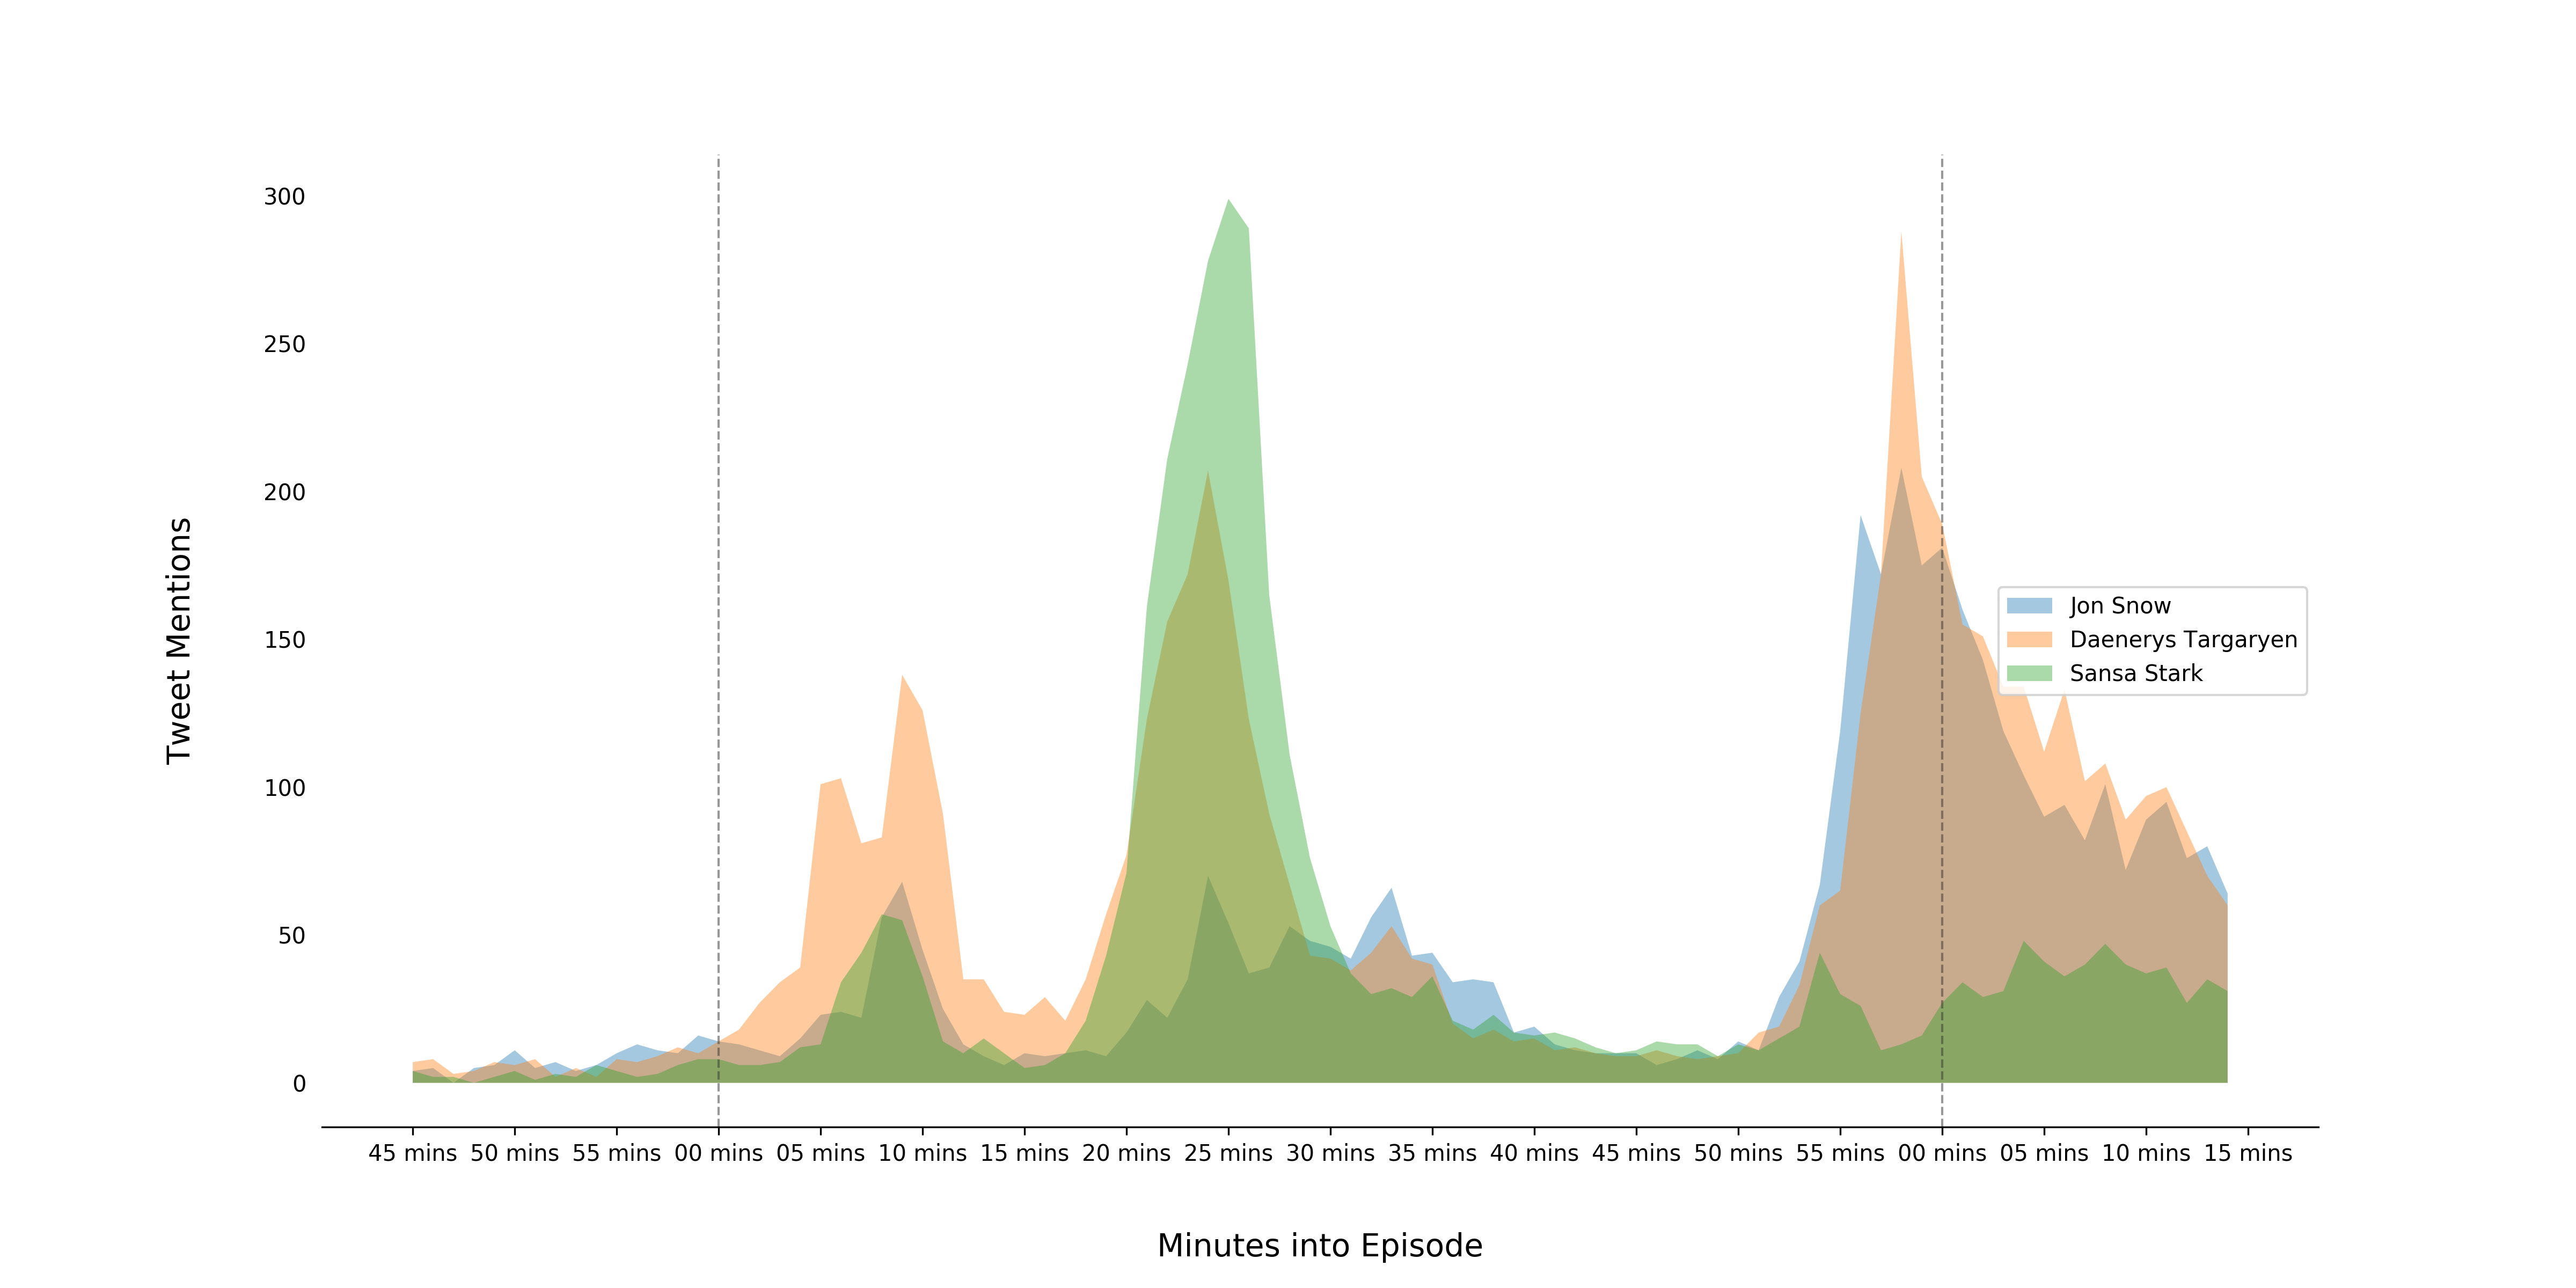 300
250
200
150
100
50
0
Tweet Mentions
Jon Snow
Daenerys Targaryen
Sansa Stark
45 mins 50 mins 55 mins 00 mins 05 mins 10 mins 15 mins 20 mins 25 mins 30 mins 35 mins 40 mins 45 mins 50 mins 55 mins 00 mins 05 mins 10 mins 15 mins
Minutes into Episode